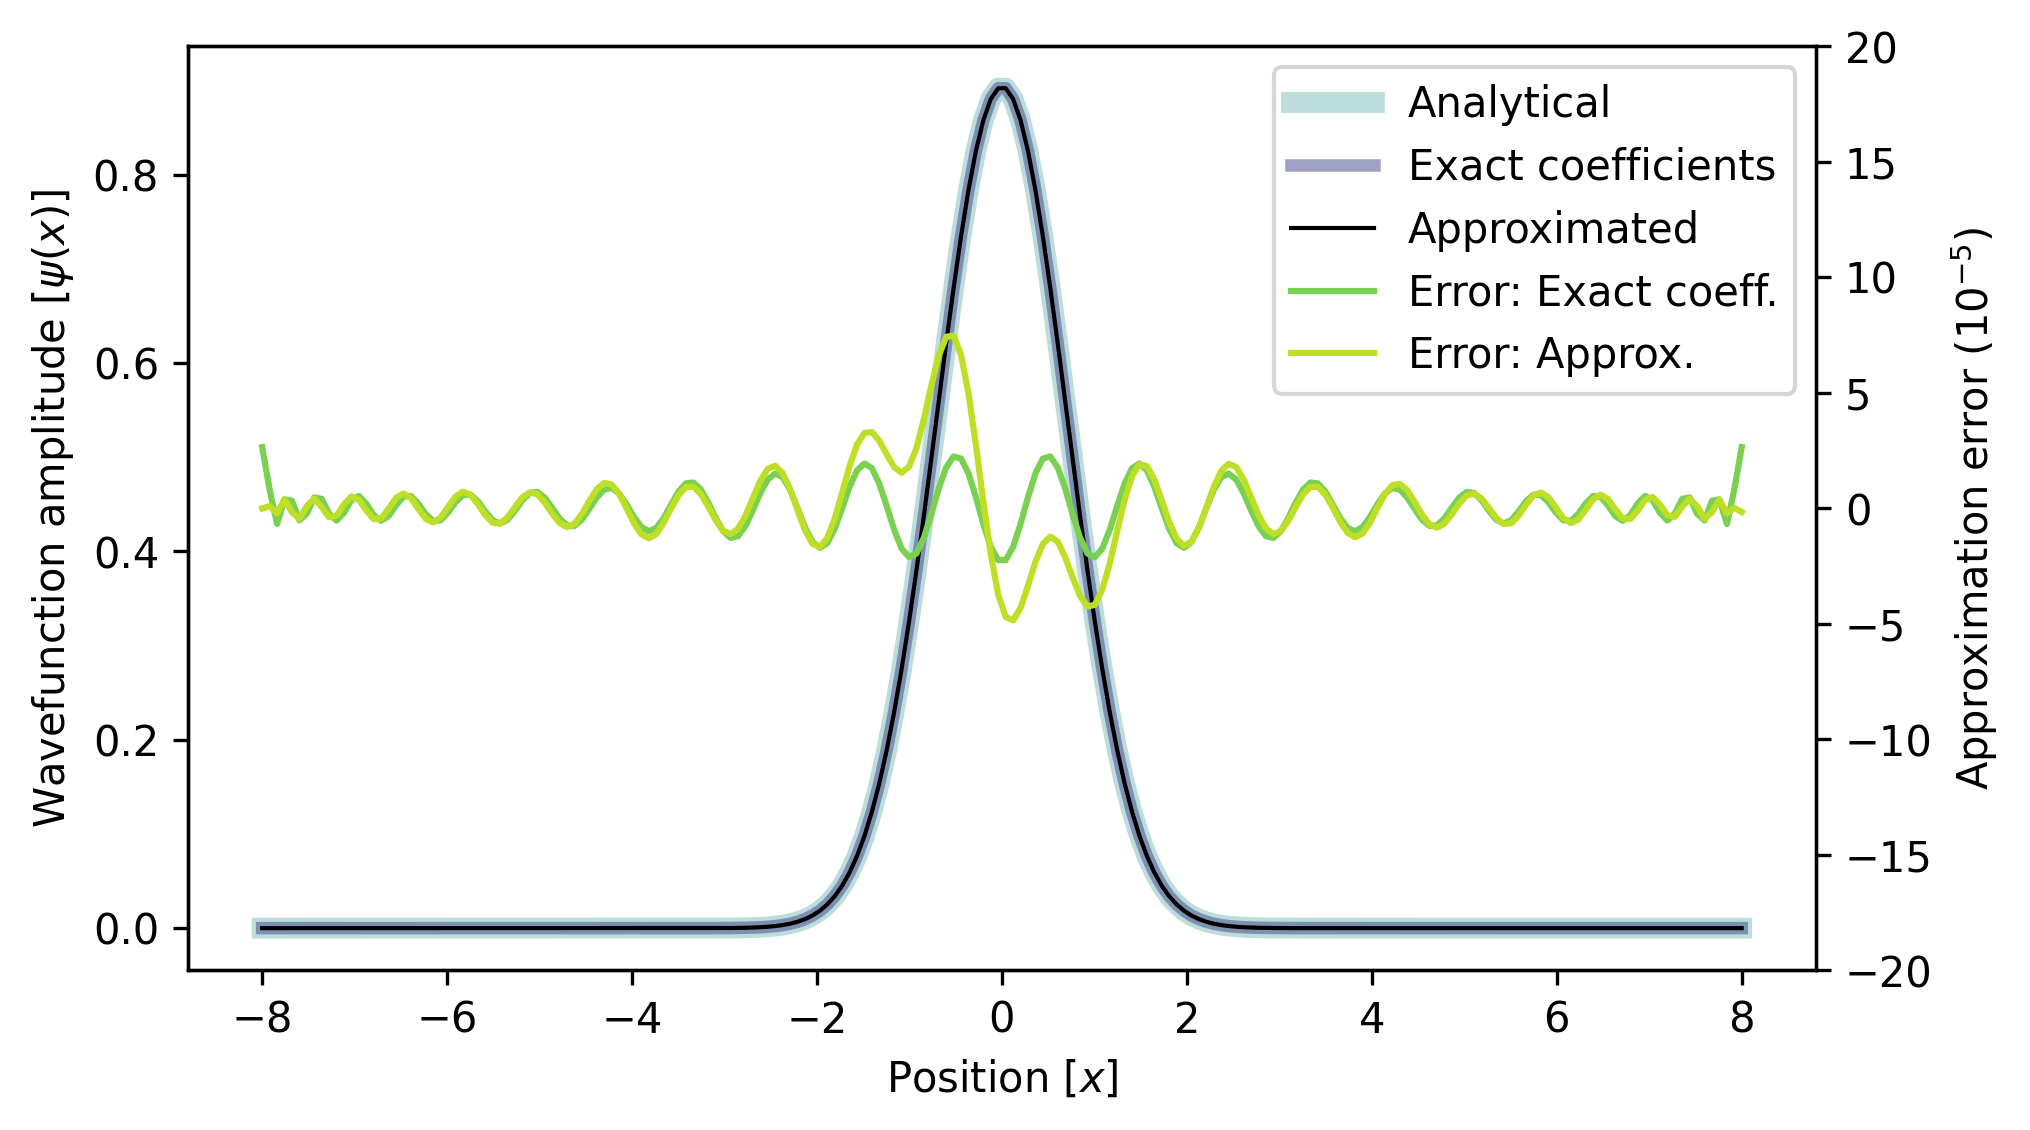 Wavefunction amplitude [ψ(x)]
0.8
0.6
0.4
0.2
0.0
−8
−6
−4
−2
0
2
4
6
8
Position [x]
20
15
10
5
0
−5
−10
−15
−20
Approximation error (10⁻⁵)
Analytical
Exact coefficients
Approximated
Error: Exact coeff.
Error: Approx.